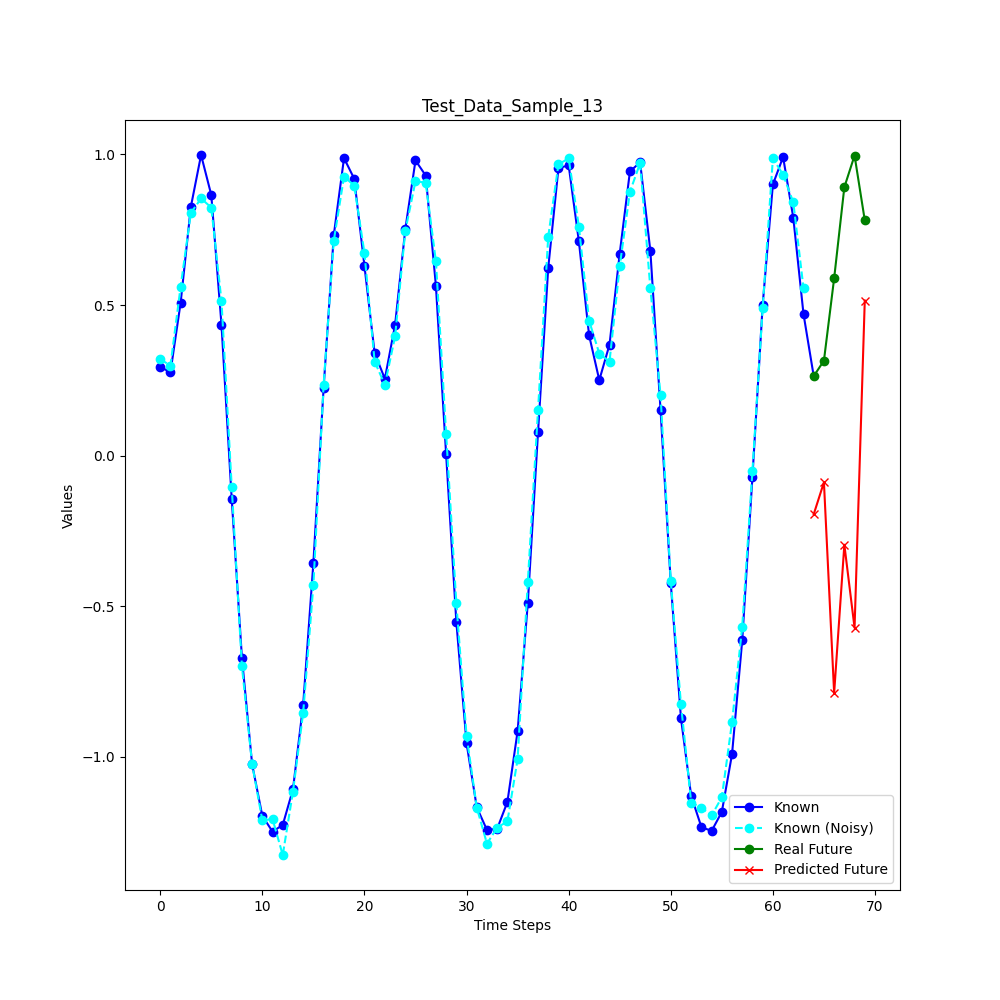 Test_Data_Sample_13
1.0
0.5
0.0
−0.5
−1.0
Values
0 10 20 30 40 50 60 70
Time Steps
Known
Known (Noisy)
Real Future
Predicted Future